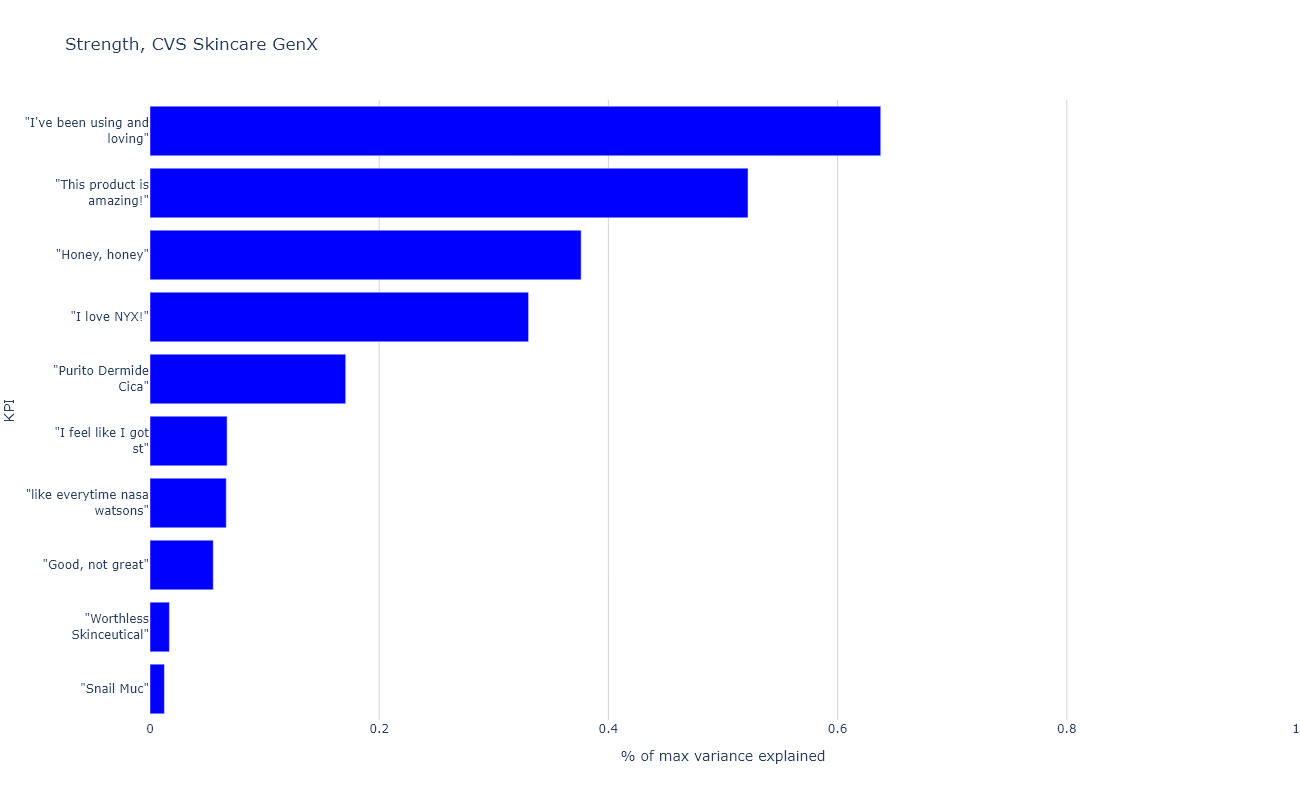 Strength, CVS Skincare GenX
"I've been using and
loving"
"This product is
amazing!"
"Honey, honey"
"I love NYX!"
"Purito Dermide
Cica"
"I feel like I got
st"
"like everytime nasa
watsons"
"Good, not great"
"Worthless
Skinceutical"
"Snail Muc"
KPI
0 0.2 0.4 0.6 0.8 1
% of max variance explained